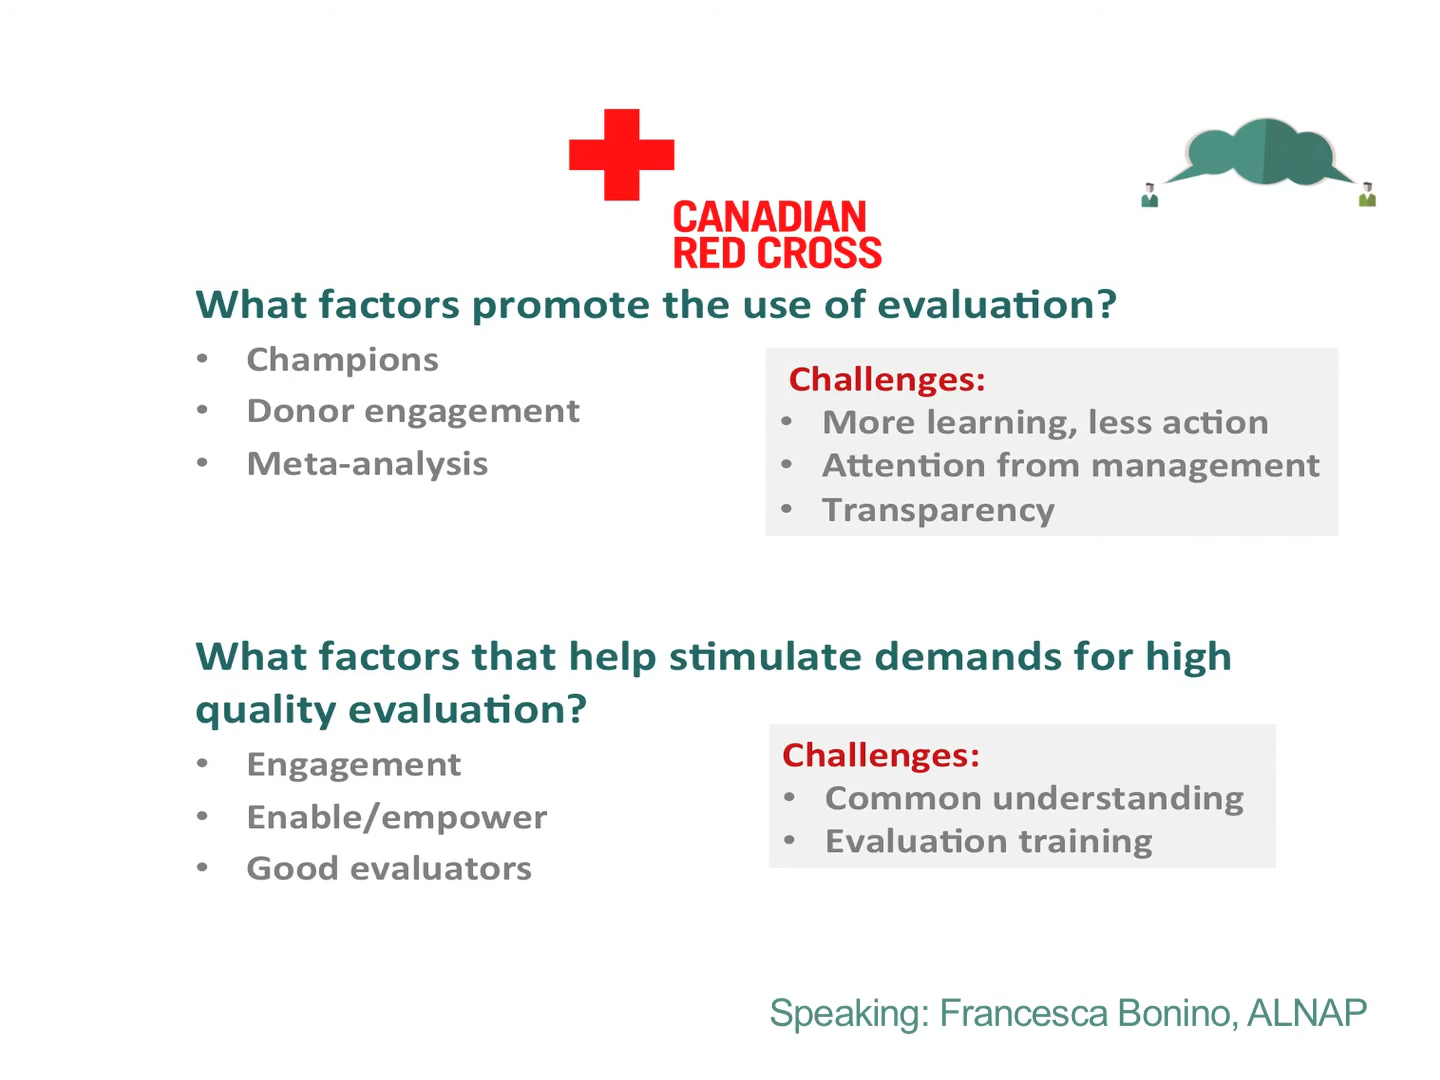 CANADIAN
RED CROSS
What factors promote the use of evaluation?
• Champions
• Donor engagement
• Meta-analysis
Challenges:
• More learning, less action
• Attention from management
• Transparency
What factors that help stimulate demands for high
quality evaluation?
• Engagement
• Enable/empower
• Good evaluators
Challenges:
• Common understanding
• Evaluation training
Speaking: Francesca Bonino, ALNAP